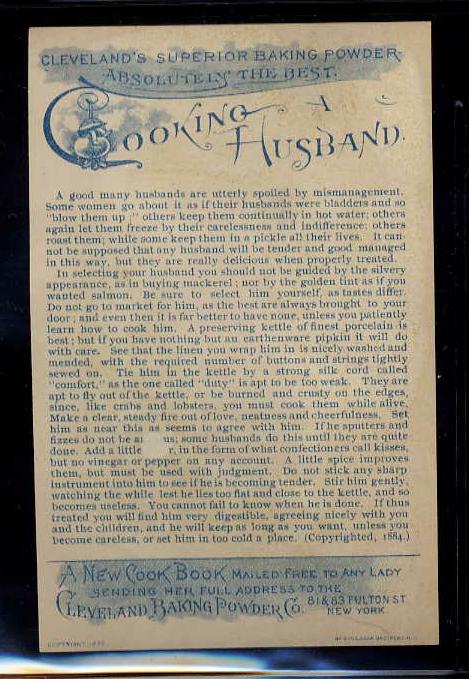 CLEVELAND'S SUPERIOR BAKING POWDER
ABSOLUTELY THE BEST.
COOKING A
HUSBAND.
A good many husbands are utterly spoiled by mismanagement.
Some women go about it as if their husbands were bladders and so
"blow them up;" others keep them continually in hot water; others
again let them freeze by their carelessness and indifference; others
roast them; while some keep them in a pickle all their lives. It can-
not be supposed that any husband will be tender and good managed
in this way, but they are really delicious when properly treated.
In selecting your husband you should not be guided by the silvery
appearance, as in buying mackerel; nor by the golden tint as if you
wanted salmon. Be sure to select him yourself, as tastes differ.
Do not go to market for him, as the best are always brought to your
door; and even then it is far better to have none, unless you patiently
learn how to cook him. A preserving kettle of finest porcelain is
best; but if you have nothing but an earthenware pipkin it will do
with care. See that the linen you wrap him in is nicely washed and
mended, with the required number of buttons and strings tightly
sewed on. Tie him in the kettle by a strong silk cord called
"comfort," as the one called "duty" is apt to be too weak. They are
apt to fly out of the kettle, or be burned and crusty on the edges,
since, like crabs and lobsters, you must cook them while alive.
Make a clear, steady fire out of love, neatness and cheerfulness. Set
him as near this as seems to agree with him. If he sputters and
fizzes do not be us; some husbands do this until they are quite
done. Add a little r, in the form of what confectioners call kisses,
but no vinegar or pepper on any account. A little spice improves
them, but must be used with judgment. Do not stick any sharp
instrument into him to see if he is becoming tender. Stir him gently,
watching the while lest he lies too flat and close to the kettle, and so
becomes useless. You cannot fail to know when he is done. If thus
treated you will find him very digestible, agreeing nicely with you
and the children, and he will keep as long as you want, unless you
become careless, or set him in too cold a place. (Copyrighted, 1884.)
A NEW COOK BOOK MAILED FREE TO ANY LADY
SENDING HER FULL ADDRESS TO THE
CLEVELAND BAKING POWDER CO. 81 & 83 FULTON ST
NEW YORK
COPYRIGHT